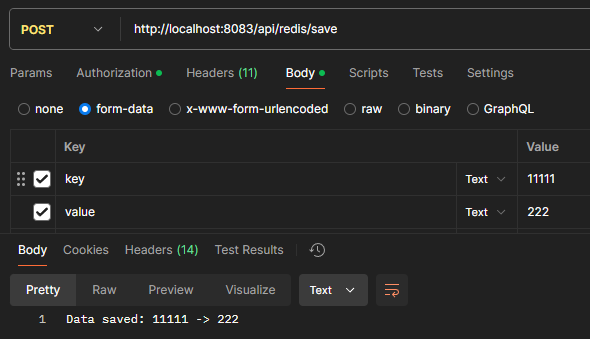 POST http://localhost:8083/api/redis/save
Params Authorization Headers (11) Body Scripts Tests Settings
none form-data x-www-form-urlencoded raw binary GraphQL
Key Value
key Text 11111
value Text 222
Body Cookies Headers (14) Test Results
Pretty Raw Preview Visualize Text
1 Data saved: 11111 -> 222